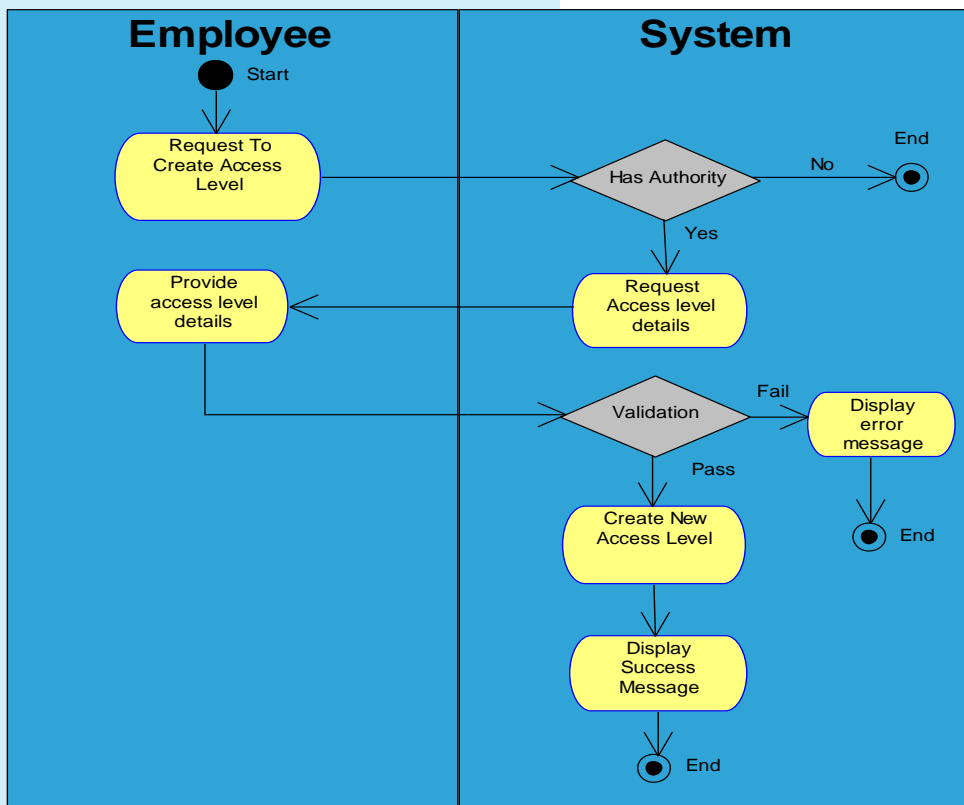 Employee
System
Start
Request To
Create Access
Level
Has Authority
No
End
Yes
Provide
access level
details
Request
Access level
details
Validation
Fail
Display
error
message
Pass
End
Create New
Access Level
Display
Success
Message
End